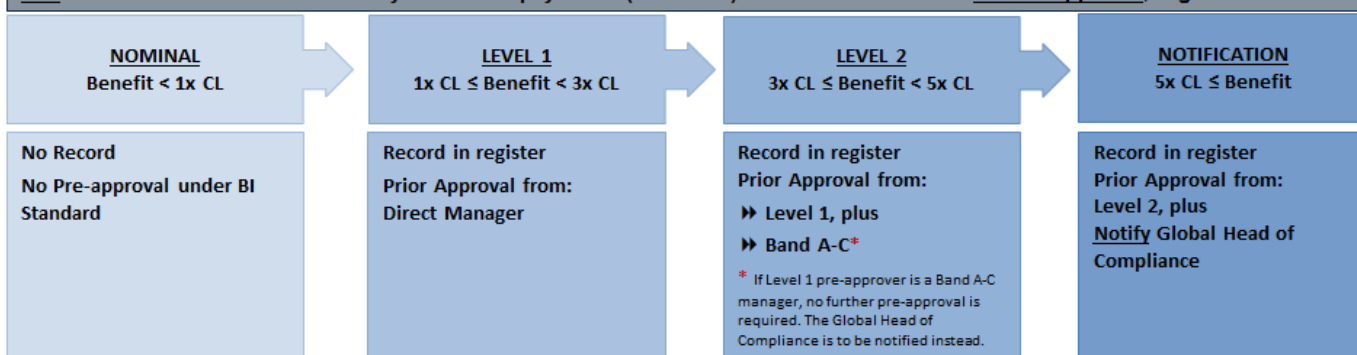 NOMINAL
Benefit < 1x CL
LEVEL 1
1x CL ≤ Benefit < 3x CL
LEVEL 2
3x CL ≤ Benefit < 5x CL
NOTIFICATION
5x CL ≤ Benefit
No Record
No Pre-approval under BI
Standard
Record in register
Prior Approval from:
Direct Manager
Record in register
Prior Approval from:
Level 1, plus
Band A-C*
* If Level 1 pre-approver is a Band A-C
manager, no further pre-approval is
required. The Global Head of
Compliance is to be notified instead.
Record in register
Prior Approval from:
Level 2, plus
Notify Global Head of
Compliance